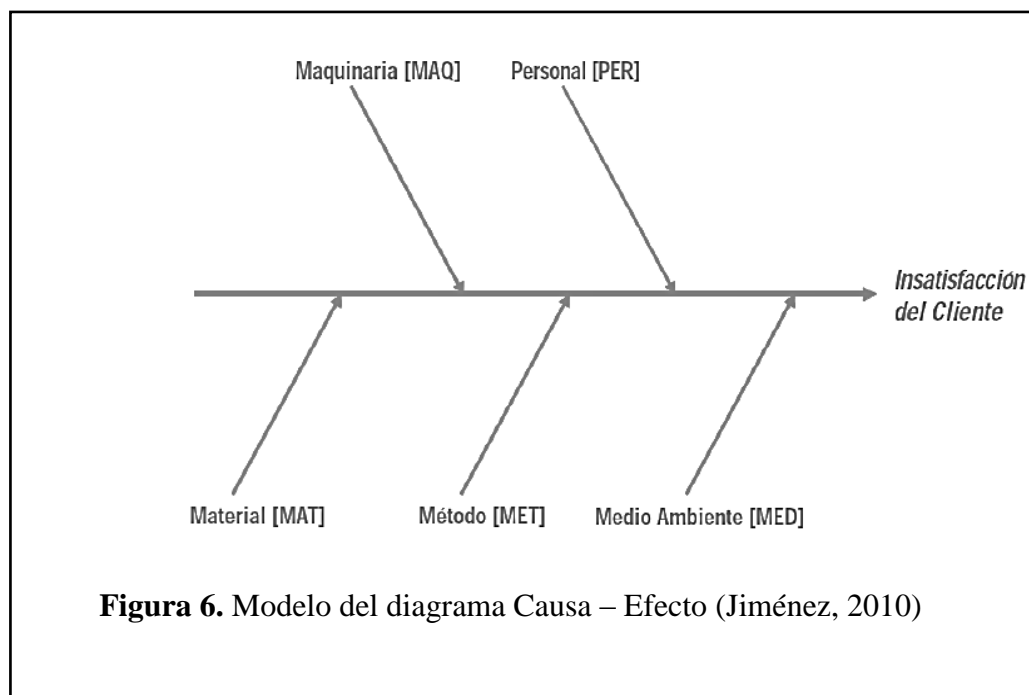 Maquinaria [MAQ]
Personal [PER]
Insatisfacción
del Cliente
Material [MAT]
Método [MET]
Medio Ambiente [MED]
Figura 6. Modelo del diagrama Causa – Efecto (Jiménez, 2010)